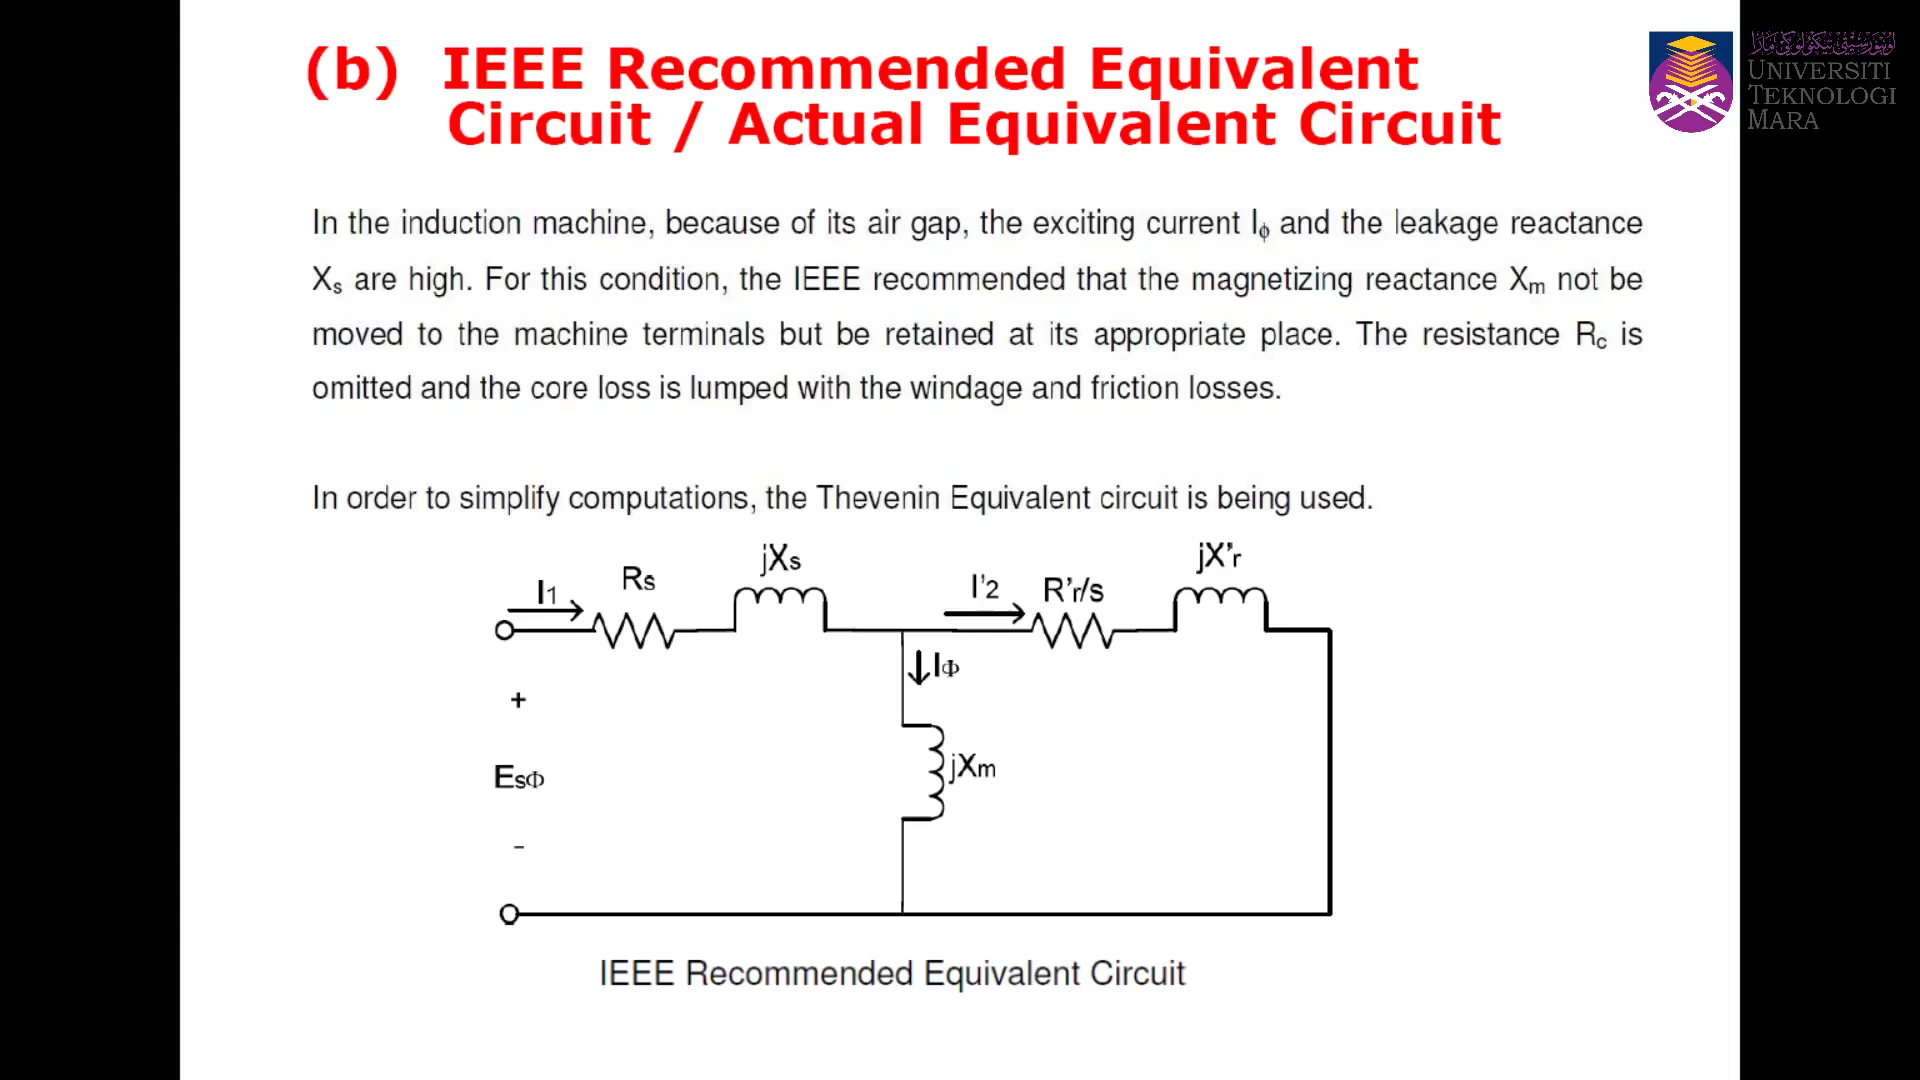 (b) IEEE Recommended Equivalent
Circuit / Actual Equivalent Circuit
UNIVERSITI
TEKNOLOGI
MARA
In the induction machine, because of its air gap, the exciting current Iϕ and the leakage reactance
Xs are high. For this condition, the IEEE recommended that the magnetizing reactance Xm not be
moved to the machine terminals but be retained at its appropriate place. The resistance Rc is
omitted and the core loss is lumped with the windage and friction losses.
In order to simplify computations, the Thevenin Equivalent circuit is being used.
I1
Rs
jXs
I'2
R'r/s
jX'r
IΦ
+
jXm
EsΦ
-
IEEE Recommended Equivalent Circuit